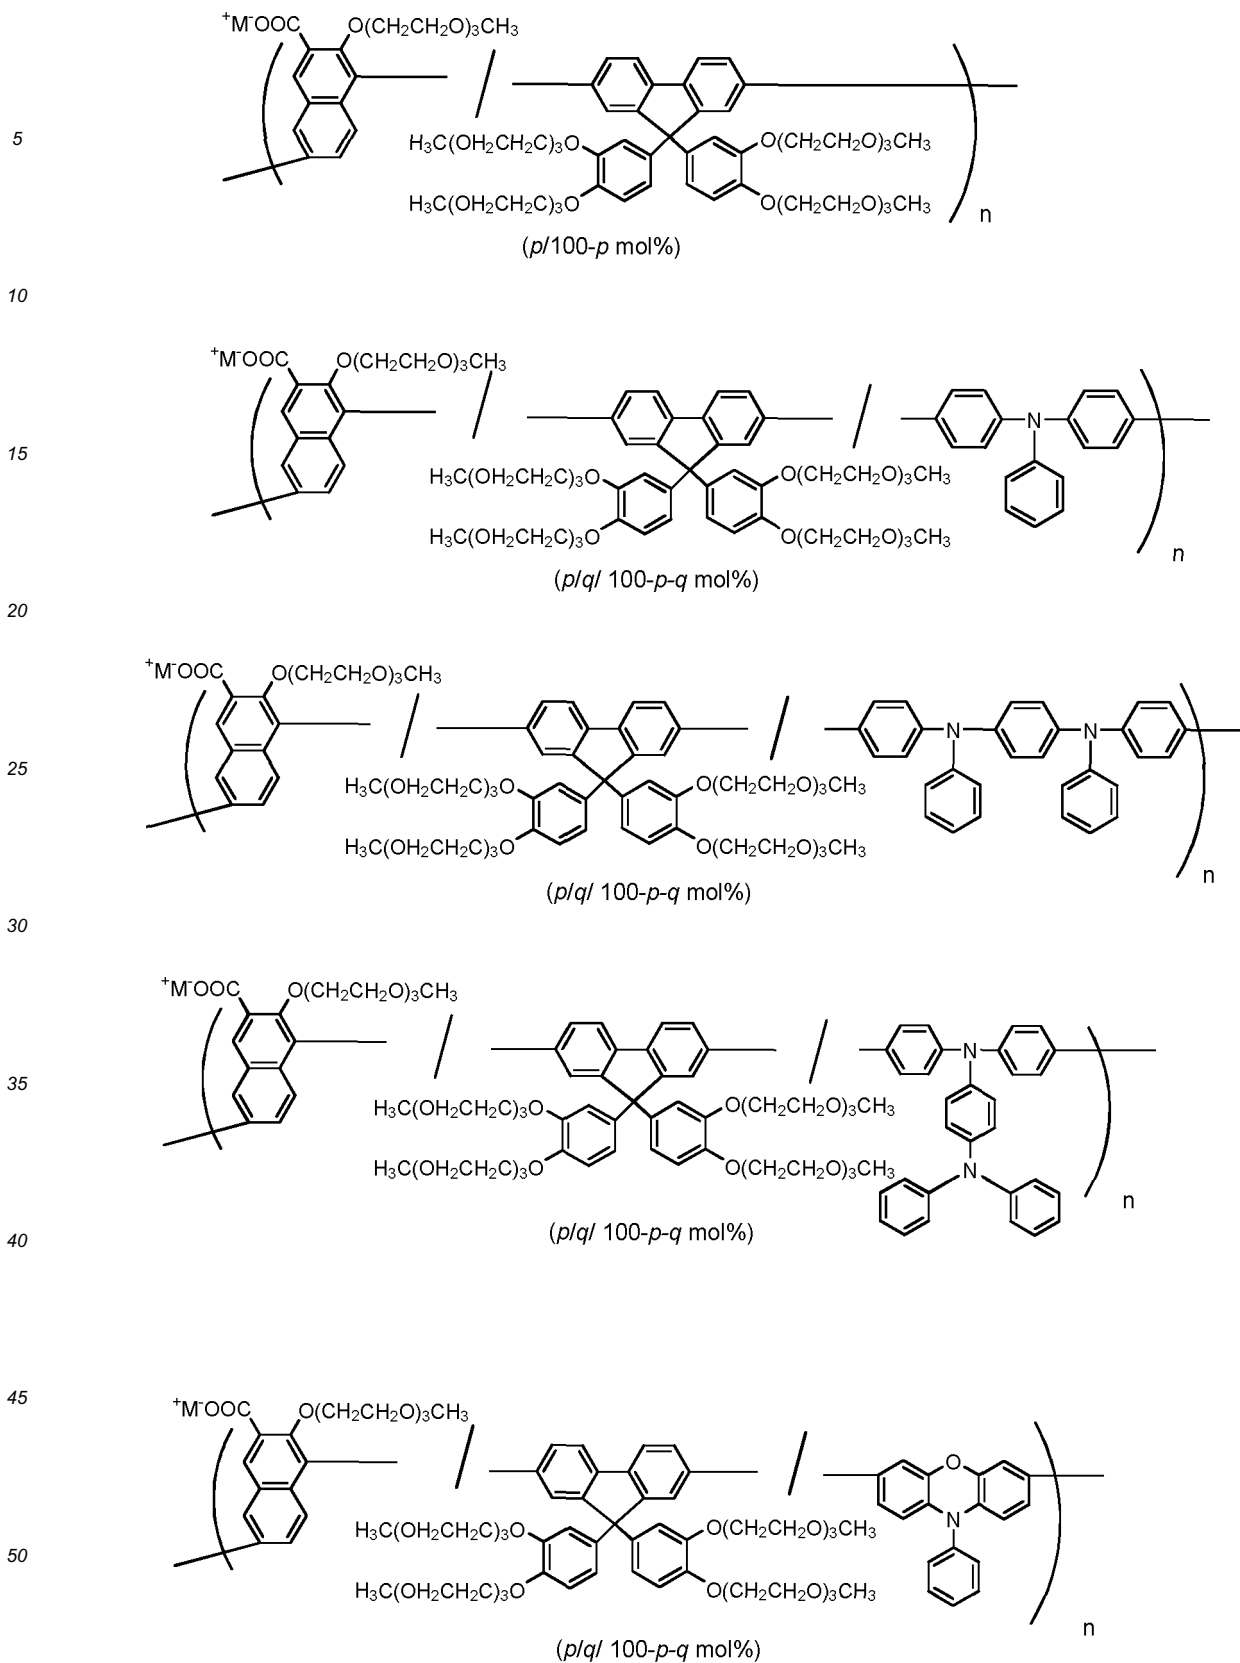 +M-OOC O(CH2CH2O)3CH3
5 H3C(OH2CH2C)3O O(CH2CH2O)3CH3
H3C(OH2CH2C)3O O(CH2CH2O)3CH3 n
(p/100-p mol%)
10
+M-OOC O(CH2CH2O)3CH3
N
15 H3C(OH2CH2C)3O O(CH2CH2O)3CH3
H3C(OH2CH2C)3O O(CH2CH2O)3CH3 n
(p/q/ 100-p-q mol%)
20
+M-OOC O(CH2CH2O)3CH3
N N
25 H3C(OH2CH2C)3O O(CH2CH2O)3CH3
H3C(OH2CH2C)3O O(CH2CH2O)3CH3
n
(p/q/ 100-p-q mol%)
30
+M-OOC O(CH2CH2O)3CH3
N
35 H3C(OH2CH2C)3O O(CH2CH2O)3CH3
H3C(OH2CH2C)3O O(CH2CH2O)3CH3 N
n
(p/q/ 100-p-q mol%)
40
45 +M-OOC O(CH2CH2O)3CH3
O
N
50 H3C(OH2CH2C)3O O(CH2CH2O)3CH3
H3C(OH2CH2C)3O O(CH2CH2O)3CH3
n
(p/q/ 100-p-q mol%)